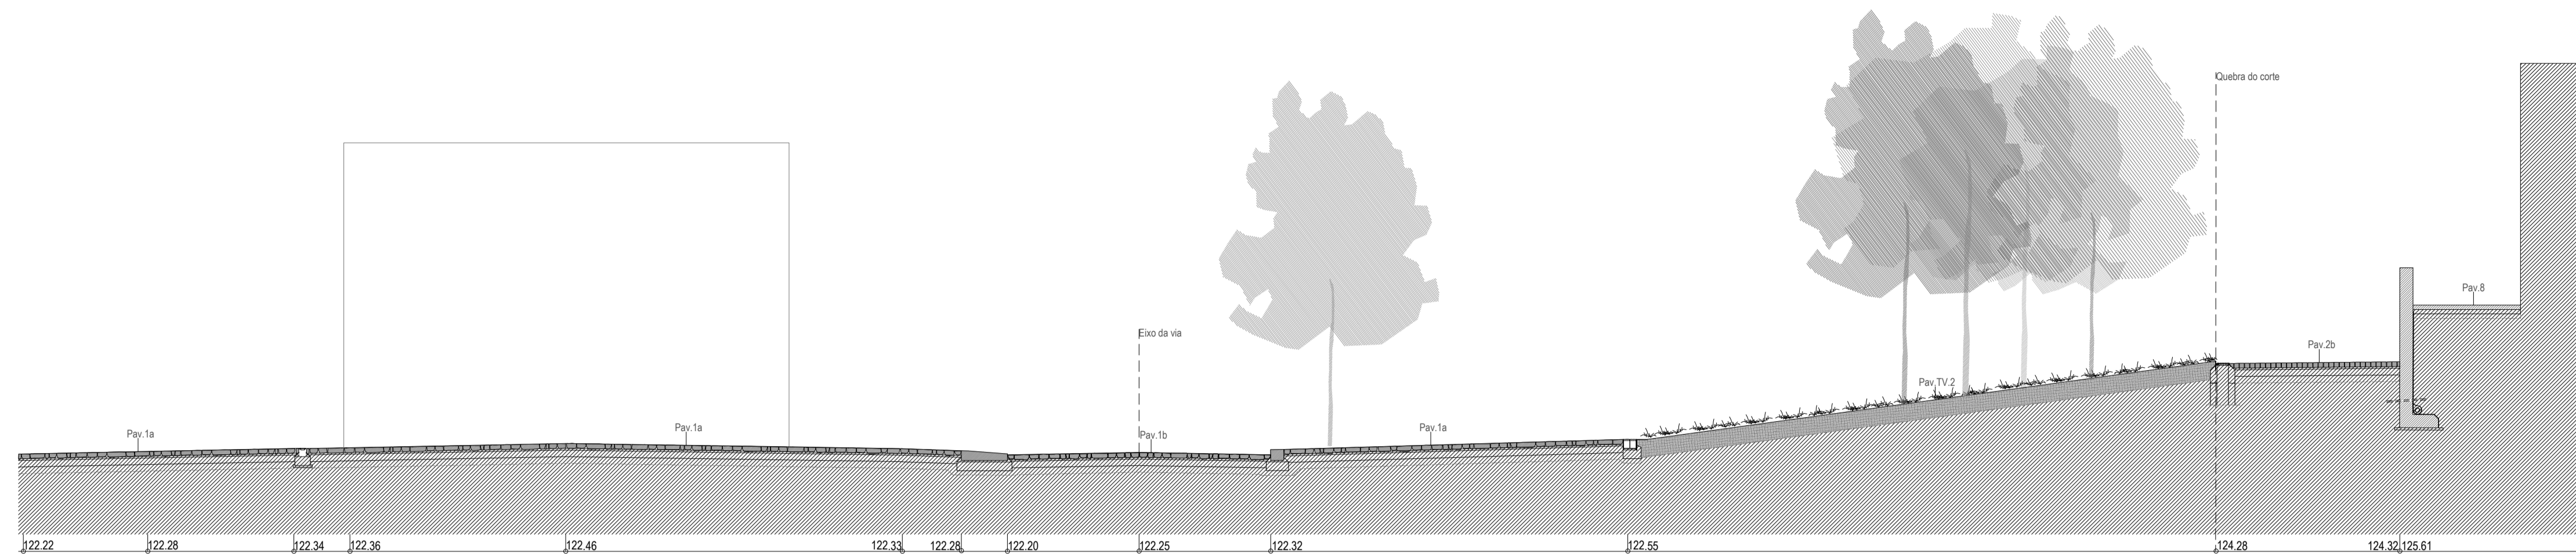 Quebra do corte
Pav.8
Eixo da via
Pav.2b
Pav.TV.2
Pav.1a
Pav.1a
Pav.1b
Pav.1a
122.22 122.28 122.34 122.36 122.46 122.33 122.28 122.20 122.25 122.32 122.55 124.28 124.32 125.61